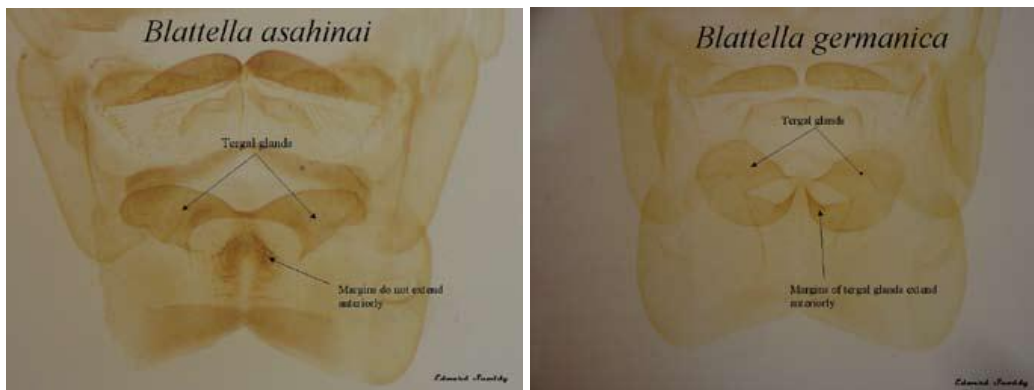 Blattella asahinai
Tergal glands
Margins do not extend
anteriorly
Blattella germanica
Tergal glands
Margins of tergal glands extend
anteriorly
Edward